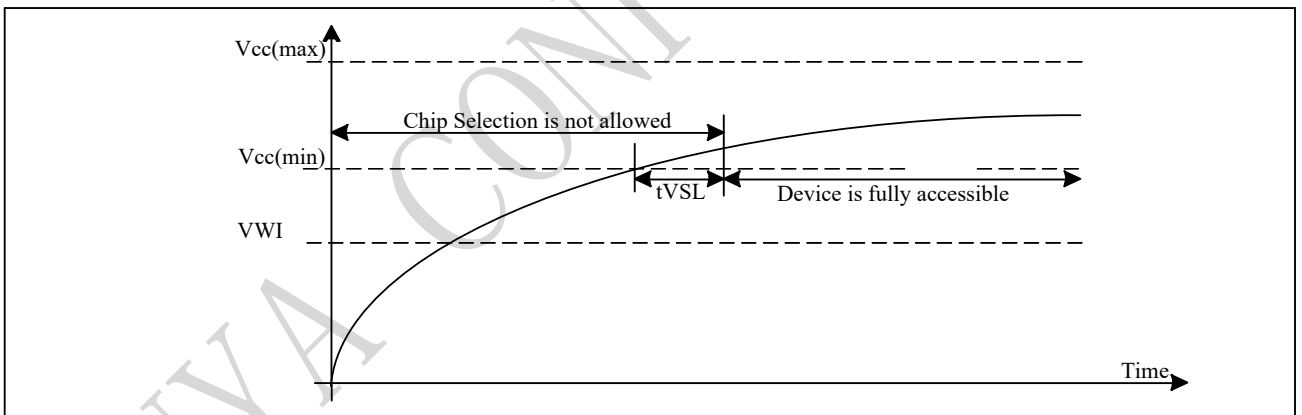 Vcc(max)
Chip Selection is not allowed
Vcc(min)
tVSL
Device is fully accessible
VWI
Time